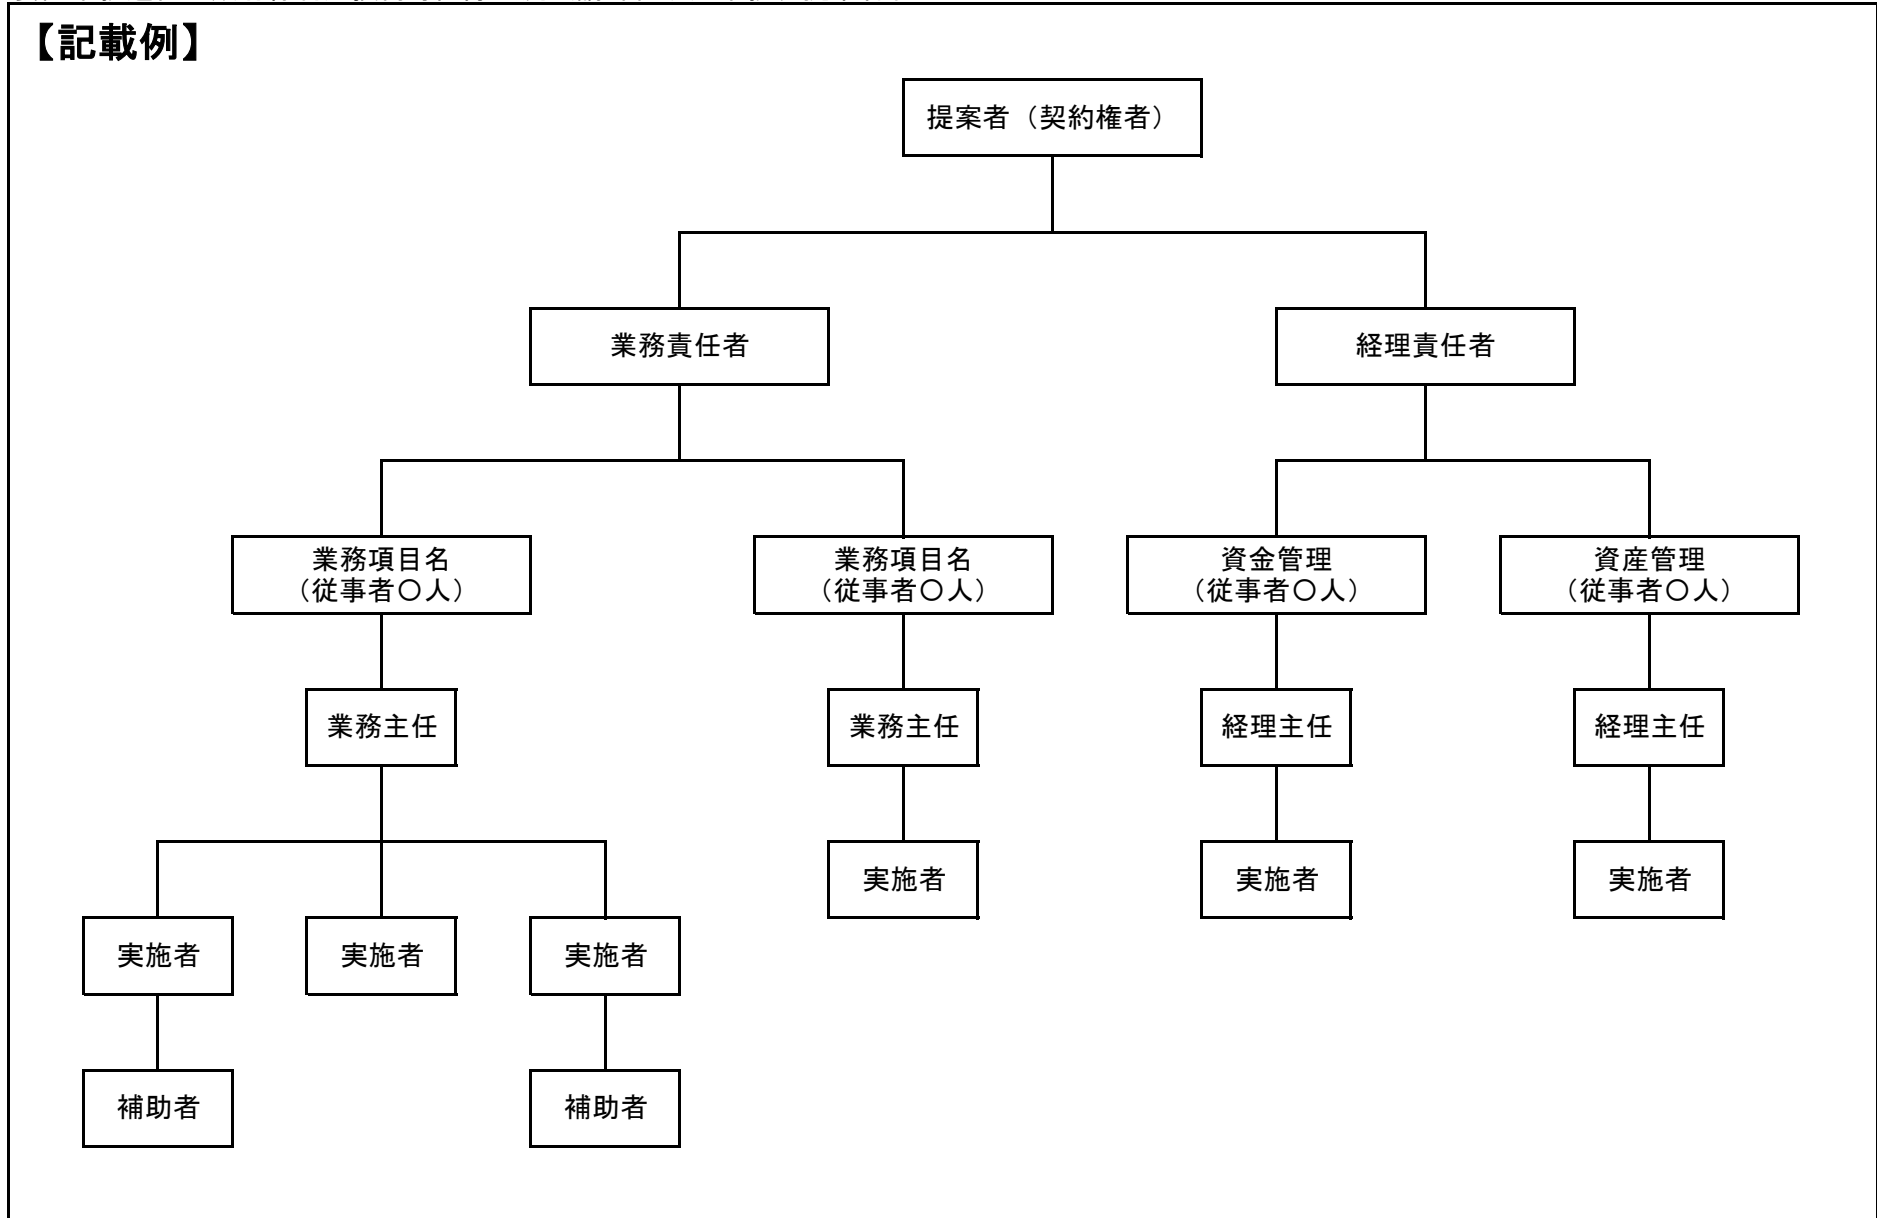 【記載例】
提案者（契約権者）
業務責任者
経理責任者
業務項目名
（従事者〇人）
業務項目名
（従事者〇人）
資金管理
（従事者〇人）
資産管理
（従事者〇人）
業務主任
業務主任
経理主任
経理主任
実施者
実施者
実施者
実施者
実施者
実施者
補助者
補助者